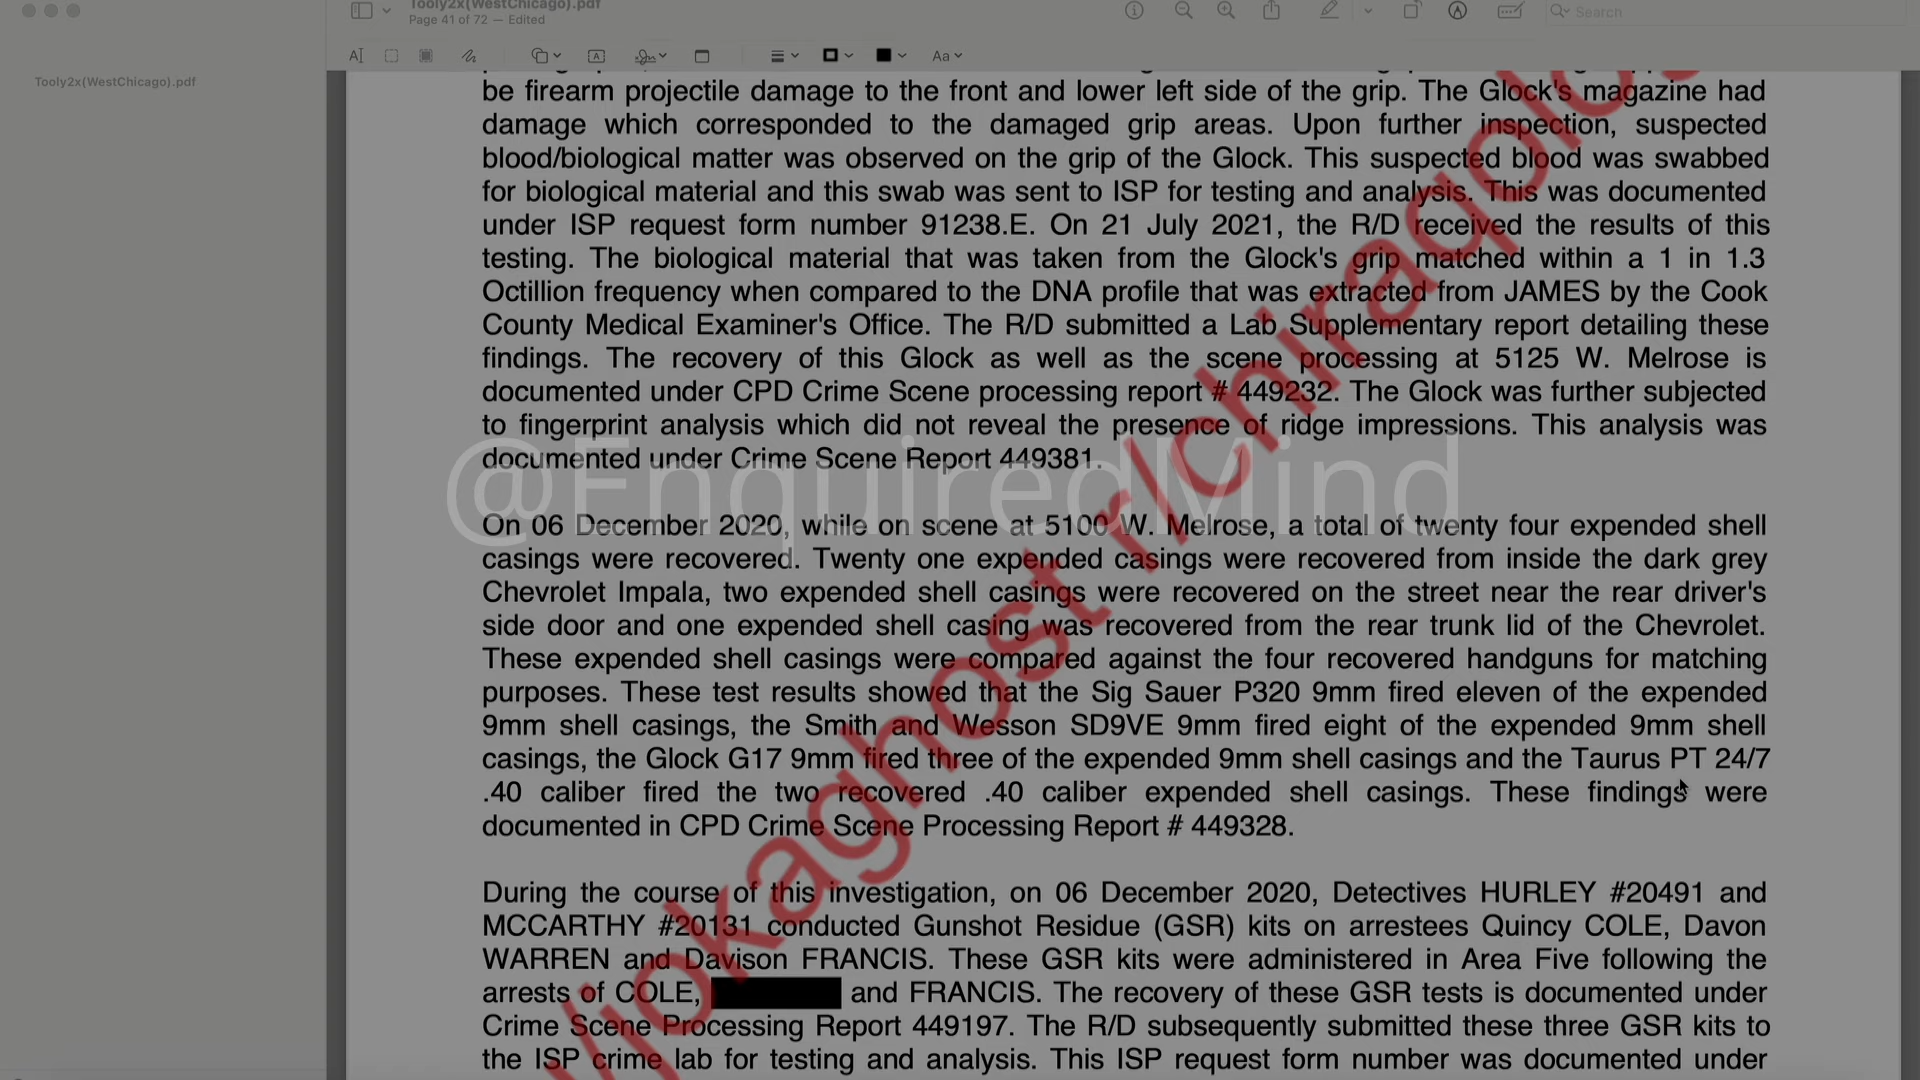 Tooly2x(WestChicago).pdf
Page 41 of 72 — Edited
Search
Aa
Tooly2x(WestChicago).pdf
be firearm projectile damage to the front and lower left side of the grip. The Glock's magazine had
damage which corresponded to the damaged grip areas. Upon further inspection, suspected
blood/biological matter was observed on the grip of the Glock. This suspected blood was swabbed
for biological material and this swab was sent to ISP for testing and analysis. This was documented
under ISP request form number 91238.E. On 21 July 2021, the R/D received the results of this
testing. The biological material that was taken from the Glock's grip matched within a 1 in 1.3
Octillion frequency when compared to the DNA profile that was extracted from JAMES by the Cook
County Medical Examiner's Office. The R/D submitted a Lab Supplementary report detailing these
findings. The recovery of this Glock as well as the scene processing at 5125 W. Melrose is
documented under CPD Crime Scene processing report # 449232. The Glock was further subjected
to fingerprint analysis which did not reveal the presence of ridge impressions. This analysis was
documented under Crime Scene Report 449381.
@EnquiredMind
On 06 December 2020, while on scene at 5100 W. Melrose, a total of twenty four expended shell
casings were recovered. Twenty one expended casings were recovered from inside the dark grey
Chevrolet Impala, two expended shell casings were recovered on the street near the rear driver's
side door and one expended shell casing was recovered from the rear trunk lid of the Chevrolet.
These expended shell casings were compared against the four recovered handguns for matching
purposes. These test results showed that the Sig Sauer P320 9mm fired eleven of the expended
9mm shell casings, the Smith and Wesson SD9VE 9mm fired eight of the expended 9mm shell
casings, the Glock G17 9mm fired three of the expended 9mm shell casings and the Taurus PT 24/7
.40 caliber fired the two recovered .40 caliber expended shell casings. These findings were
documented in CPD Crime Scene Processing Report # 449328.
During the course of this investigation, on 06 December 2020, Detectives HURLEY #20491 and
MCCARTHY #20131 conducted Gunshot Residue (GSR) kits on arrestees Quincy COLE, Davon
WARREN and Davison FRANCIS. These GSR kits were administered in Area Five following the
arrests of COLE, and FRANCIS. The recovery of these GSR tests is documented under
Crime Scene Processing Report 449197. The R/D subsequently submitted these three GSR kits to
the ISP crime lab for testing and analysis. This ISP request form number was documented under
/jpkaghost r/chiraqplos